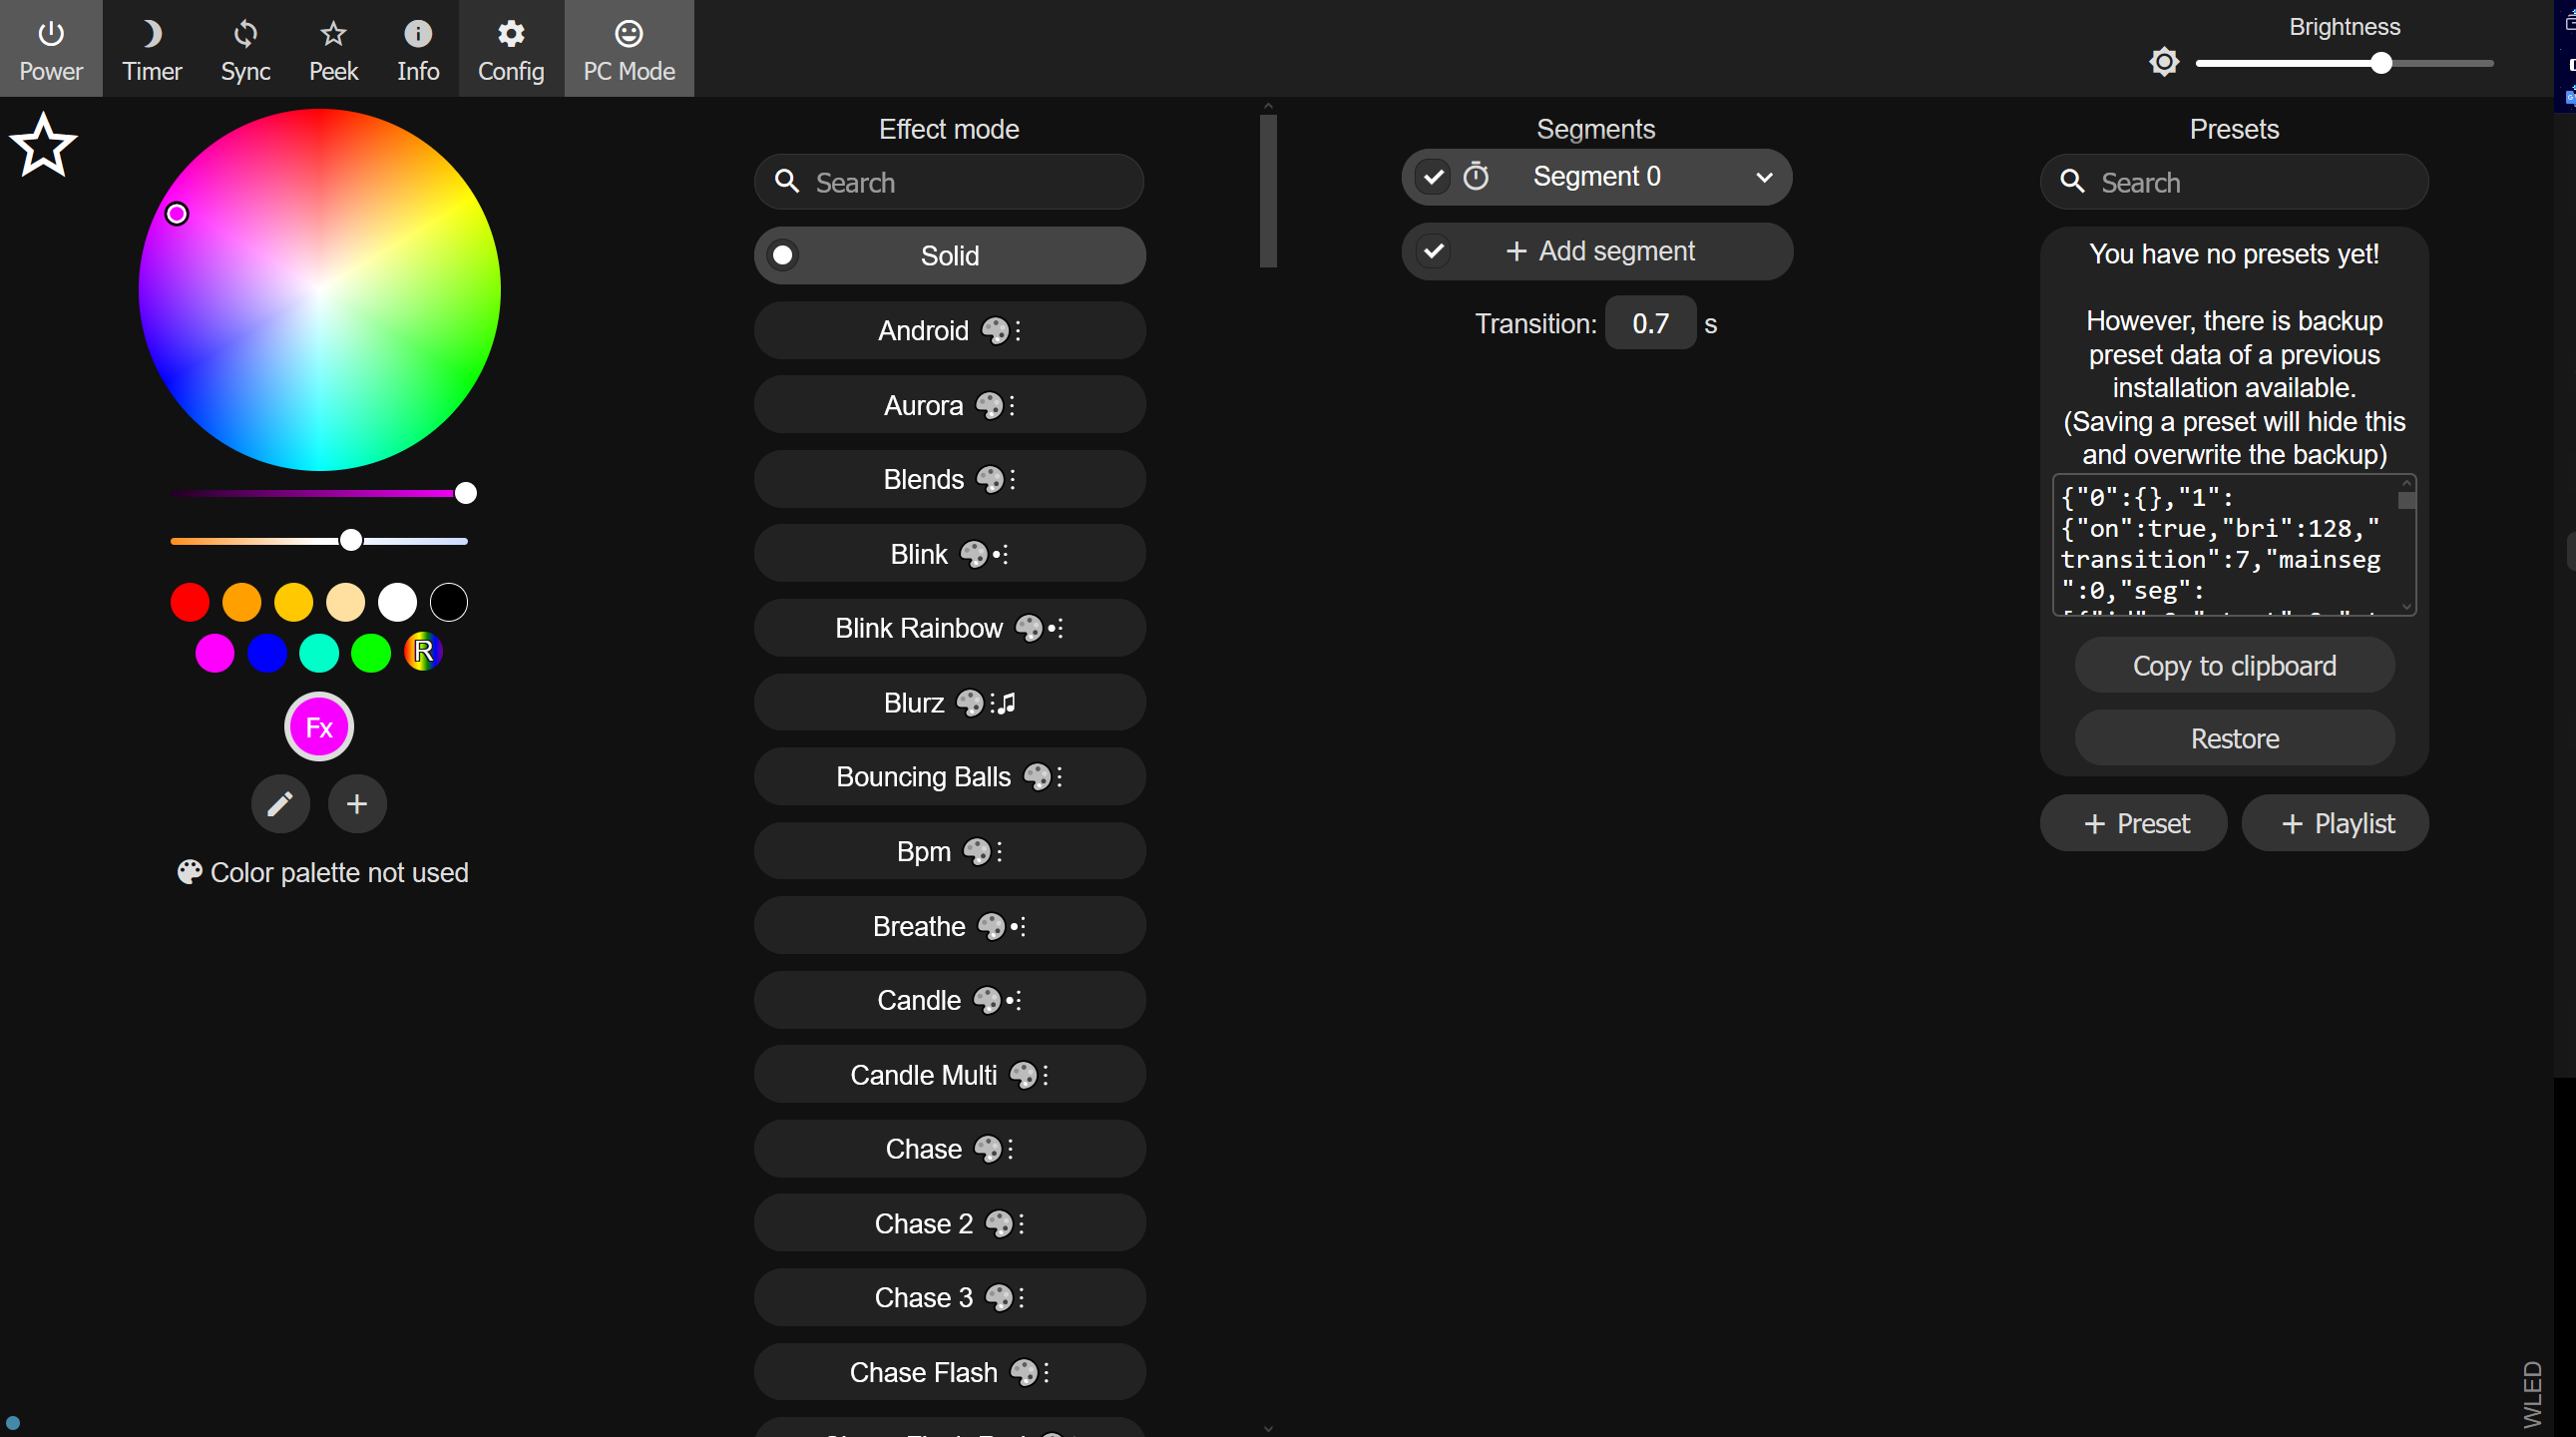 Power
Timer
Sync
Peek
Info
Config
PC Mode
Brightness
R
Fx
Color palette not used
Effect mode
Search
Solid
Android
Aurora
Blends
Blink
Blink Rainbow
Blurz
Bouncing Balls
Bpm
Breathe
Candle
Candle Multi
Chase
Chase 2
Chase 3
Chase Flash
Segments
Segment 0
+ Add segment
Transition: 0.7 s
Presets
Search
You have no presets yet!
However, there is backup
preset data of a previous
installation available.
(Saving a preset will hide this
and overwrite the backup)
{"0":{},"1":
{"on":true,"bri":128,"
transition":7,"mainseg
":0,"seg":
Copy to clipboard
Restore
+ Preset
+ Playlist
WLED